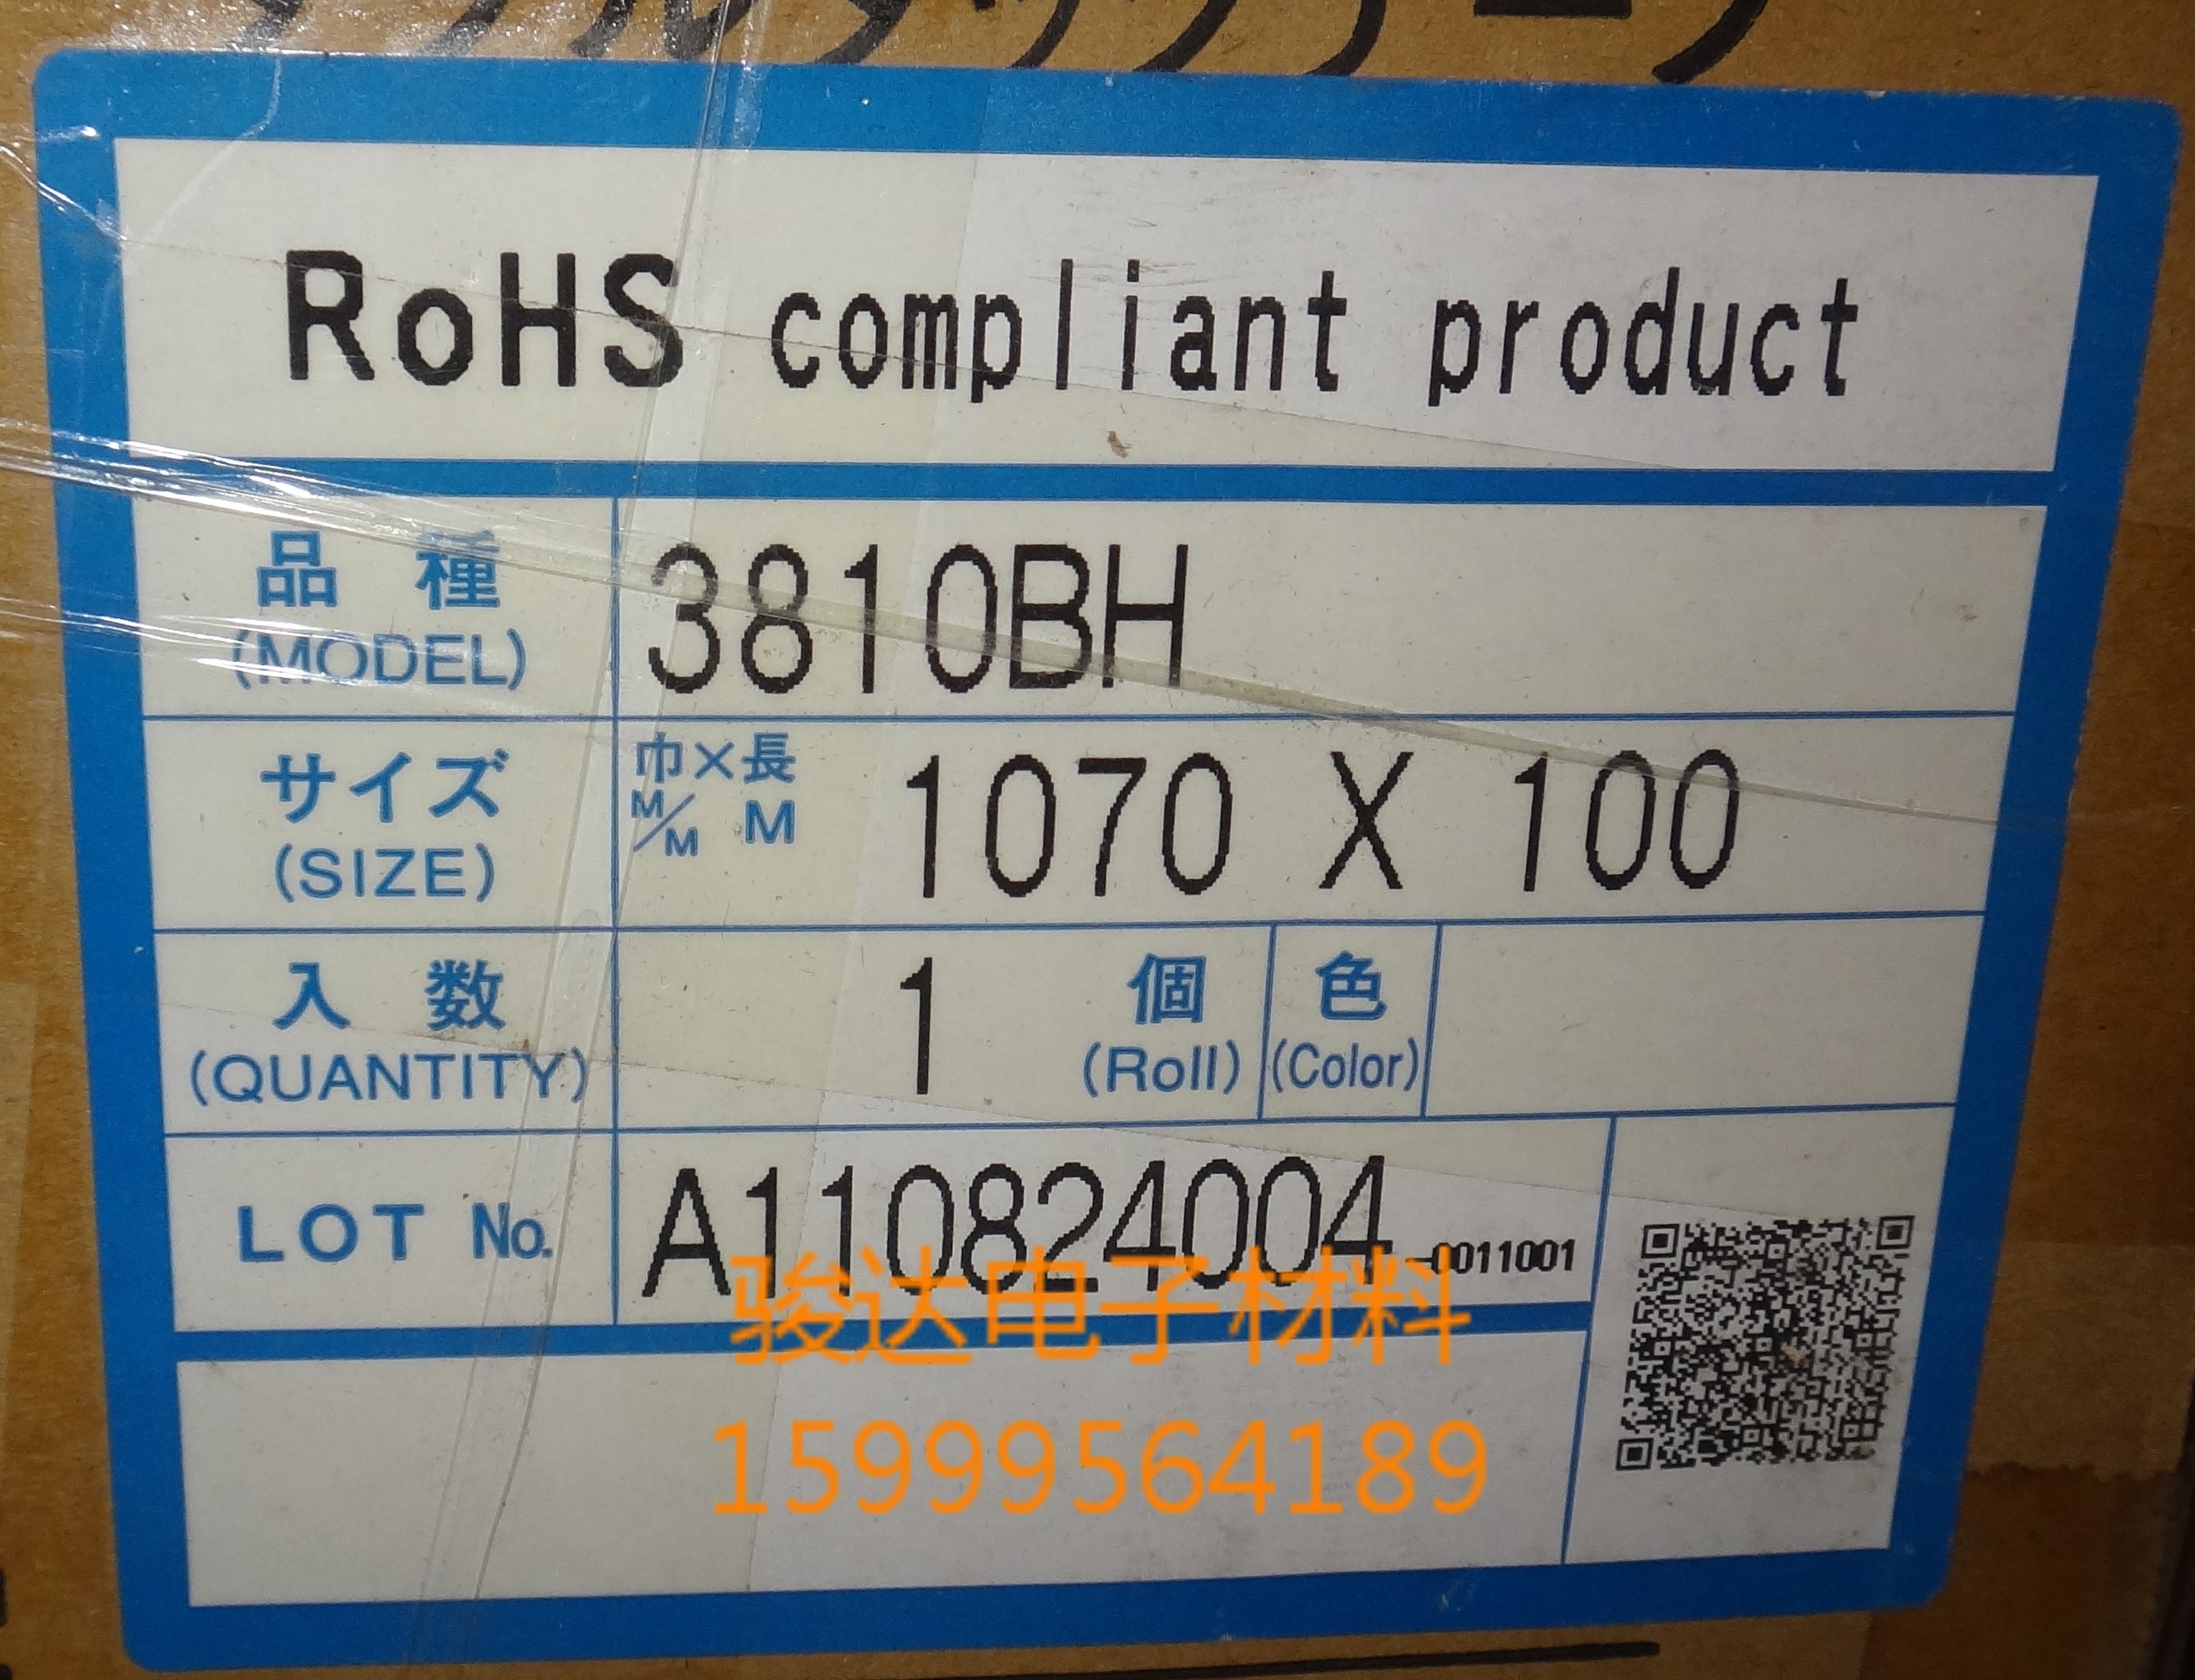 RoHS compliant product
品種 3810BH
(MODEL)
サイズ 巾×長 1070 X 100
(SIZE) M/M M
入数 1 個 色
(QUANTITY) (Roll) (Color)
LOT No. A110824004-0011001
骏达电子材料
15999564189